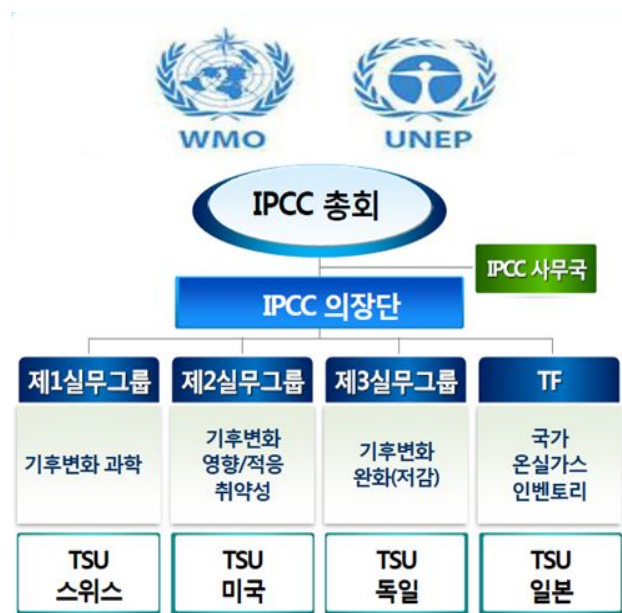 WMO
UNEP
IPCC 총회
IPCC 사무국
IPCC 의장단
제1실무그룹
제2실무그룹
제3실무그룹
TF
기후변화 과학
기후변화
영향/적응
취약성
기후변화
완화(저감)
국가
온실가스
인벤토리
TSU
스위스
TSU
미국
TSU
독일
TSU
일본